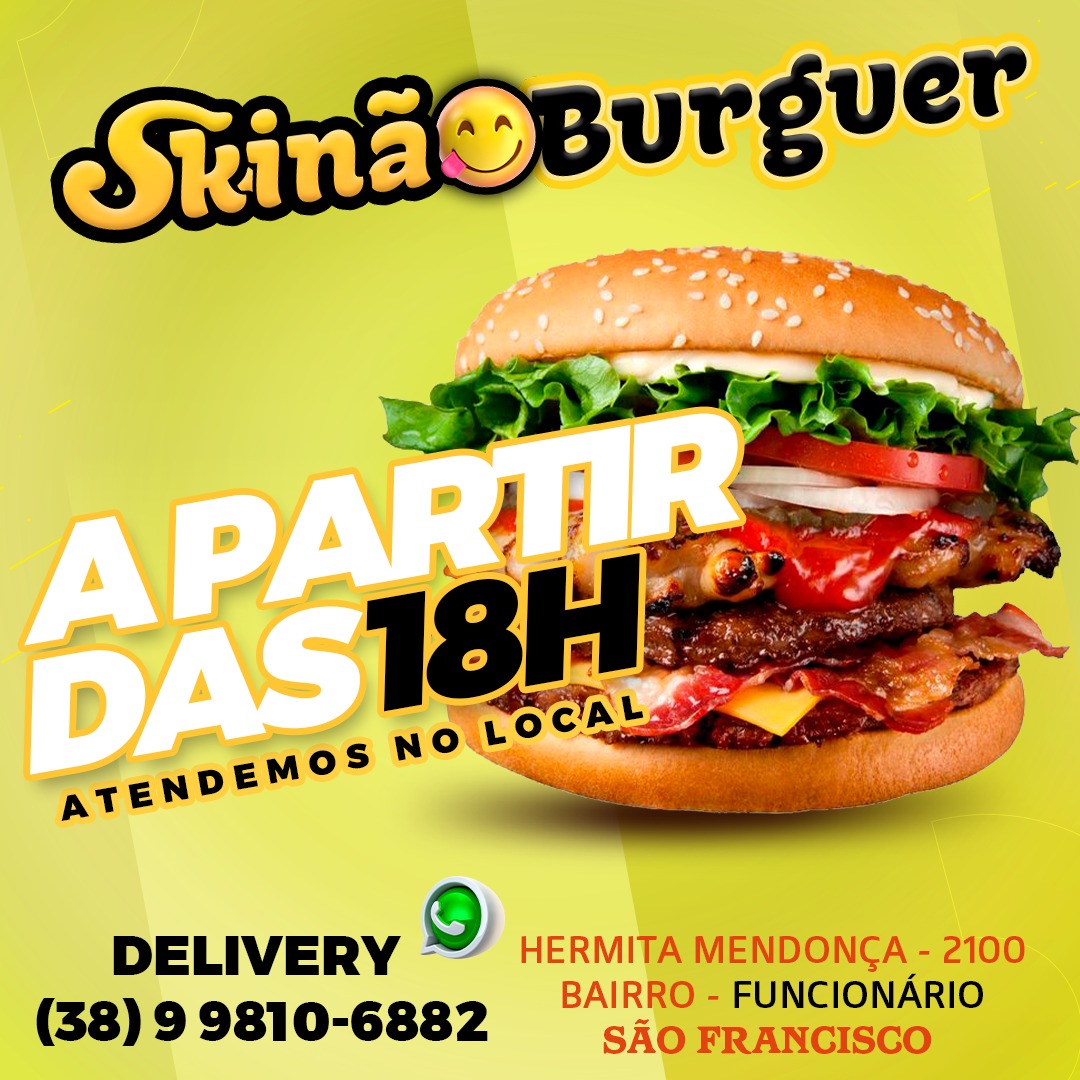 Skinão Burguer
A PARTIR
DAS 18H
ATENDEMOS NO LOCAL
DELIVERY
(38) 9 9810-6882
HERMITA MENDONÇA - 2100
BAIRRO - FUNCIONÁRIO
SÃO FRANCISCO